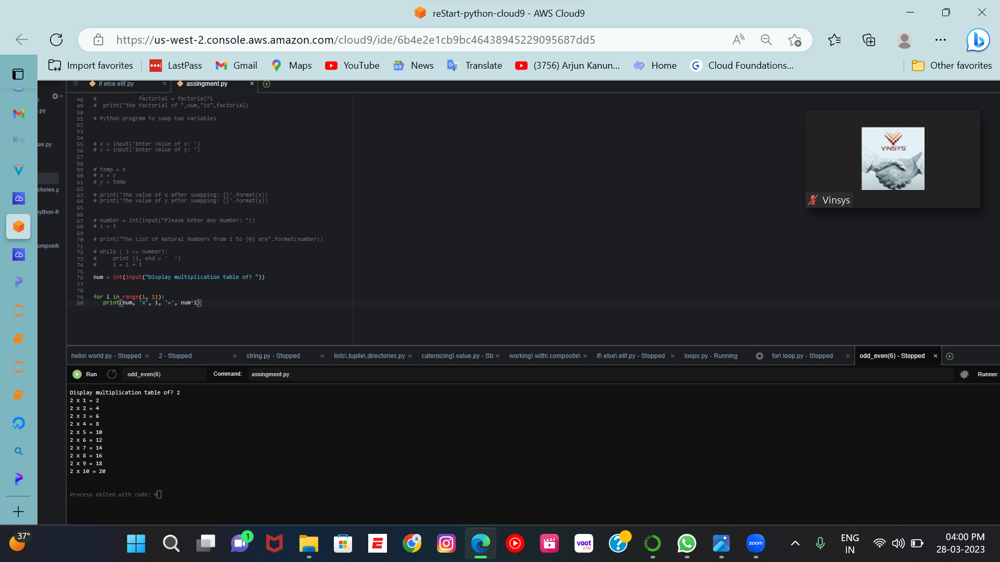 reStart-python-cloud9 - AWS Cloud9
https://us-west-2.console.aws.amazon.com/cloud9/ide/6b4e2e1cb9bc46438945229095687dd5
Import favorites LastPass Gmail Maps YouTube News Translate (3756) Arjun Kanun... Home Cloud Foundations... Other favorites
if else elif.py × assingment.py ×
.py
ue.py
ctories.p
ython-fi
omposite
48 # factorial = factorial*i
49 # print("the factorial of ",num,"is",factorial)
50
51 # Python program to swap two variables
52
53
54
55 # x = input('Enter value of x: ')
56 # y = input('Enter value of y: ')
57
58
59 # temp = x
60 # x = y
61 # y = temp
62
63 # print('The value of x after swapping: {}'.format(x))
64 # print('The value of y after swapping: {}'.format(y))
65
66
67 # number = int(input("Please Enter any Number: "))
68 # i = 1
69
70 # print("The List of Natural Numbers from 1 to {0} are".format(number))
71
72 # while ( i <= number):
73 #     print (i, end = '  ')
74 #     i = i + 1
75
76 num = int(input("Display multiplication table of? "))
77
78
79 for i in range(1, 11):
80    print(num, 'x', i, '=', num*i)
VINSYS
Vinsys
hello\ world.py - Stopped × 2 - Stopped × string.py - Stopped × lists\,tupile\,directories.py × cateroizing\ value.py - Stc × working\ with\ composite\ × if\ else\ elif.py - Stopped × loops.py - Running for\ loop.py - Stopped × odd_even(6) - Stopped ×
Run odd_even(6) Command: assingment.py Runner:
Display multiplication table of? 2
2 x 1 = 2
2 x 2 = 4
2 x 3 = 6
2 x 4 = 8
2 x 5 = 10
2 x 6 = 12
2 x 7 = 14
2 x 8 = 16
2 x 9 = 18
2 x 10 = 20
Process exited with code: 0
37° 1 voot Lite zoom ENG IN 04:00 PM
28-03-2023